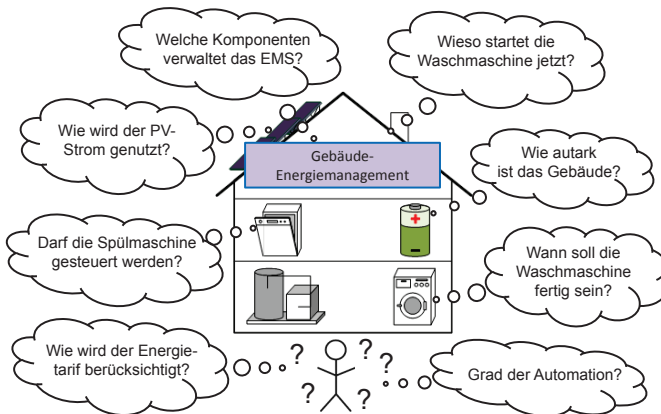 Welche Komponenten
verwaltet das EMS?
Wieso startet die
Waschmaschine jetzt?
Wie wird der PV-
Strom genutzt?
Gebäude-
Energiemanagement
Wie autark
ist das Gebäude?
Darf die Spülmaschine
gesteuert werden?
Wann soll die
Waschmaschine
fertig sein?
Wie wird der Energie-
tarif berücksichtigt?
? ?
? ?
Grad der Automation?